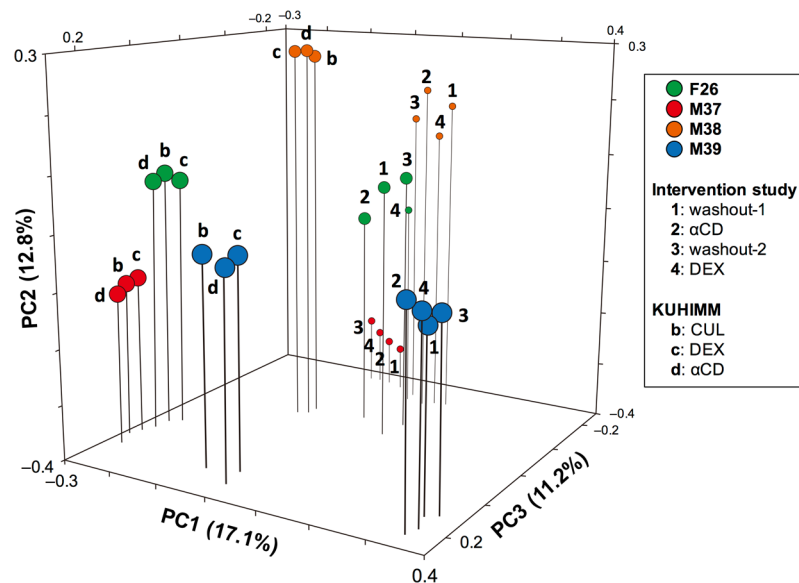 −0.3
−0.2
0.2
0.3
0.4
0.3
d
c
b
2
1
3
4
b
d
c
3
1
2
4
b
c
d
b
c
d
2
4
3
1
3
4
2
1
PC2 (12.8%)
−0.4
−0.3
PC1 (17.1%)
0.4
0.2
PC3 (11.2%)
−0.2
−0.4
F26
M37
M38
M39
Intervention study
1: washout-1
2: αCD
3: washout-2
4: DEX
KUHIMM
b: CUL
c: DEX
d: αCD